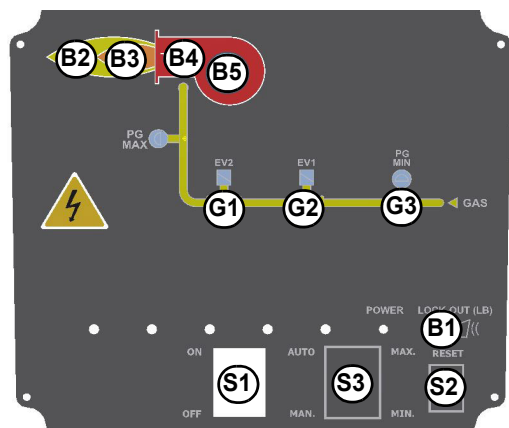 B2 B3 B4 B5
PG
MAX
EV2 EV1 PG
MIN
G1 G2 G3 GAS
POWER LOCK-OUT (LB)
B1
ON AUTO MAX. RESET
S1 S3 S2
OFF MAN. MIN.